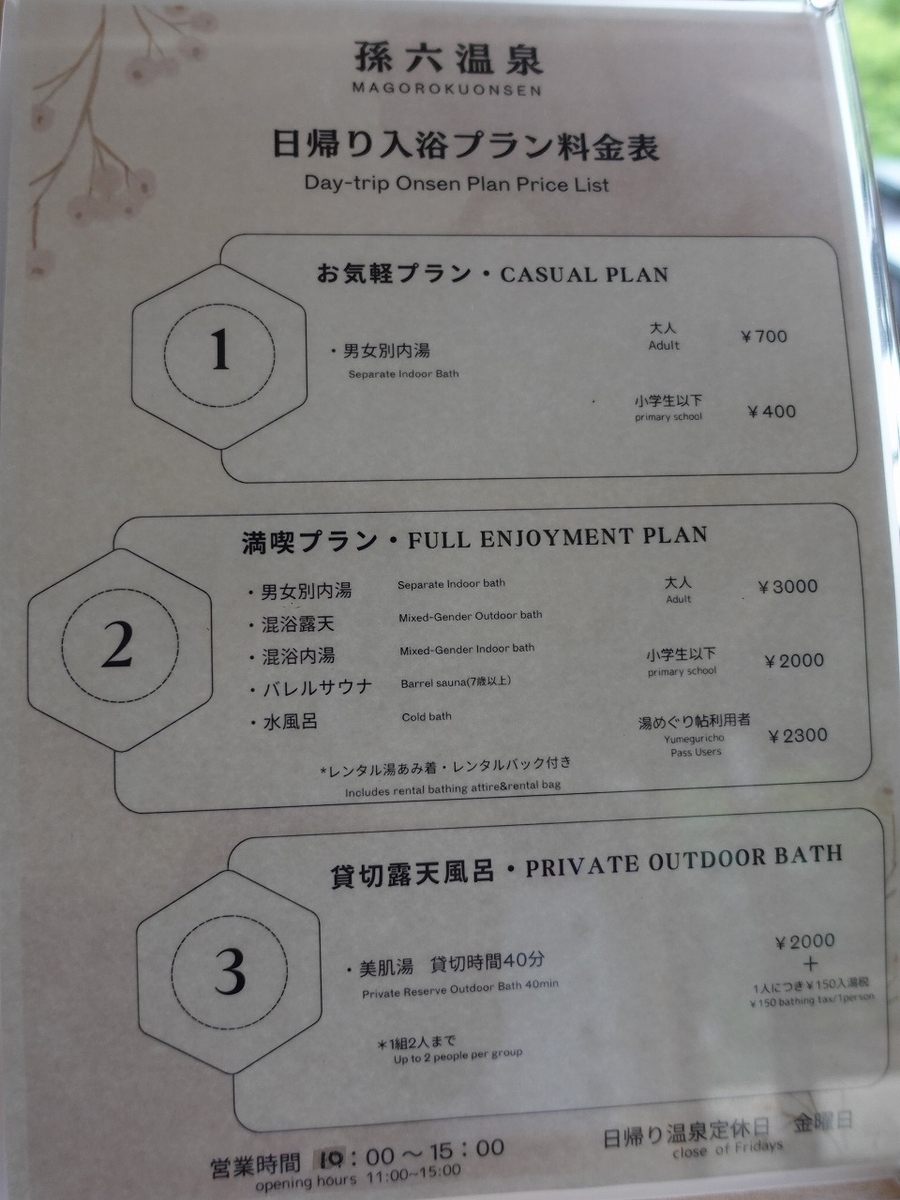 孫六温泉
MAGOROKUONSEN
日帰り入浴プラン料金表
Day-trip Onsen Plan Price List
1
お気軽プラン・CASUAL PLAN
・男女別内湯
Separate Indoor Bath
大人 ¥700
Adult
小学生以下 ¥400
primary school
2
満喫プラン・FULL ENJOYMENT PLAN
・男女別内湯 Separate Indoor bath
・混浴露天 Mixed-Gender Outdoor bath
・混浴内湯 Mixed-Gender Indoor bath
・バレルサウナ Barrel sauna(7歳以上)
・水風呂 Cold bath
大人 ¥3000
Adult
小学生以下 ¥2000
primary school
湯めぐり帖利用者 ¥2300
Yumeguricho
Pass Users
*レンタル湯あみ着・レンタルバック付き
Includes rental bathing attire&rental bag
3
貸切露天風呂・PRIVATE OUTDOOR BATH
・美肌湯 貸切時間40分
Private Reserve Outdoor Bath 40min
¥2000
+
1人につき¥150入湯税
¥150 bathing tax/1person
*1組2人まで
Up to 2 people per group
営業時間 10:00 ~ 15:00
opening hours 11:00~15:00
日帰り温泉定休日 金曜日
close of Fridays